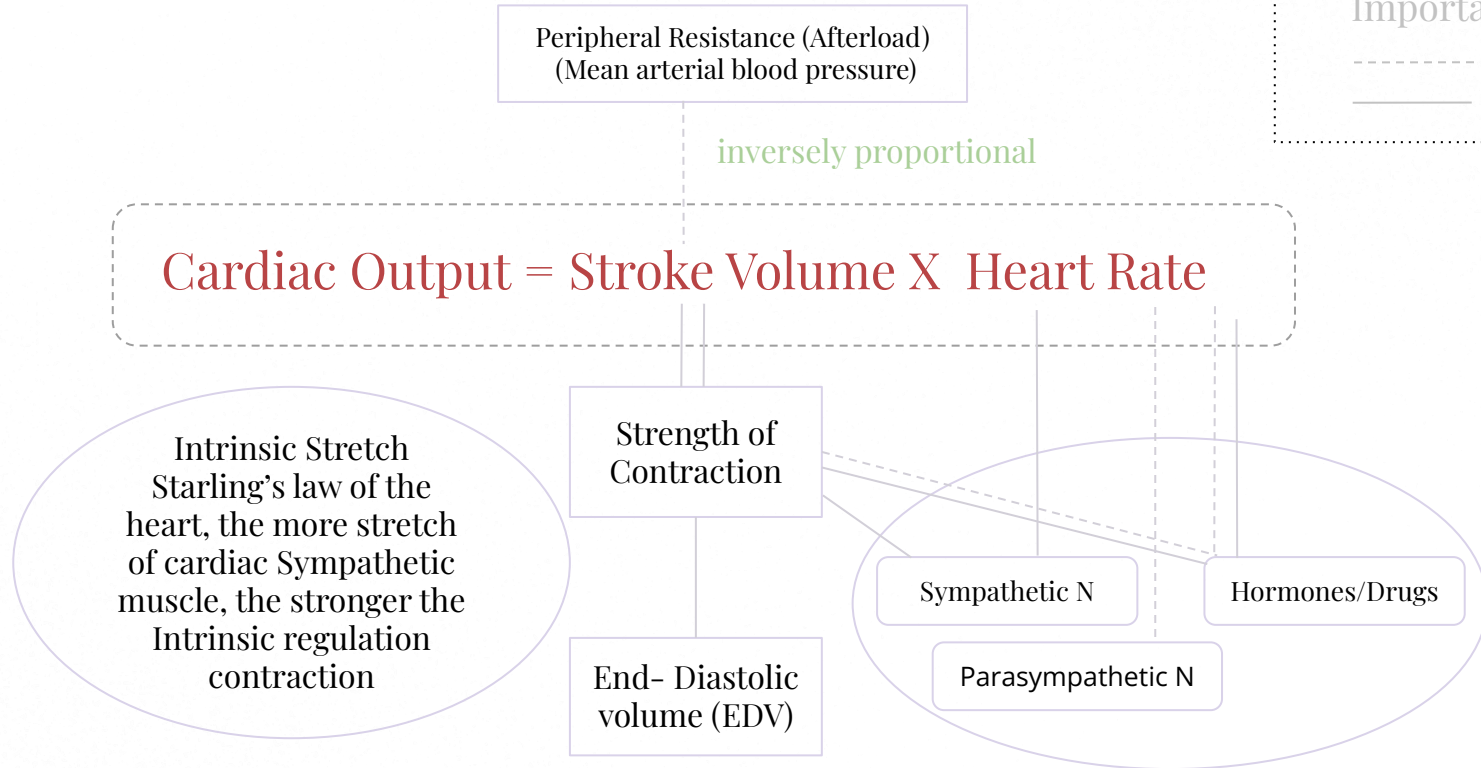 Peripheral Resistance (Afterload)
(Mean arterial blood pressure)
inversely proportional
Cardiac Output = Stroke Volume X Heart Rate
Intrinsic Stretch
Starling’s law of the
heart, the more stretch
of cardiac Sympathetic
muscle, the stronger the
Intrinsic regulation
contraction
Strength of
Contraction
End- Diastolic
volume (EDV)
Sympathetic N
Hormones/Drugs
Parasympathetic N